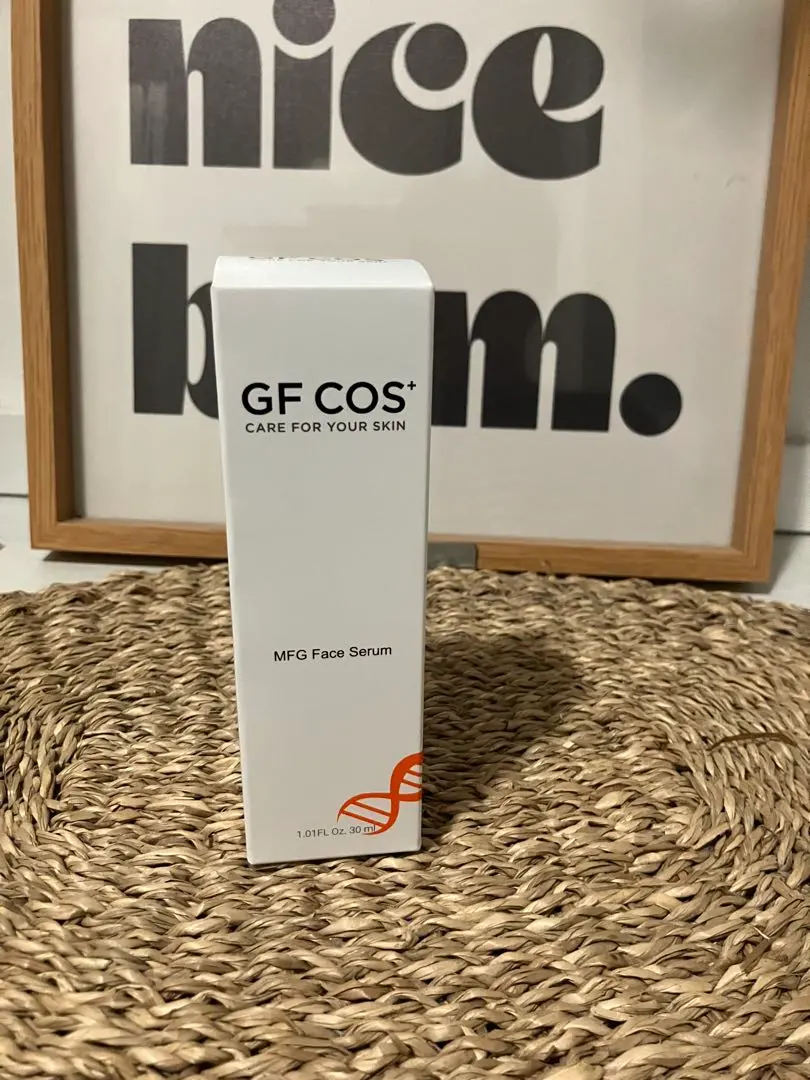 nice
b m.
GF COS+
CARE FOR YOUR SKIN
MFG Face Serum
1.01FL Oz. 30 ml